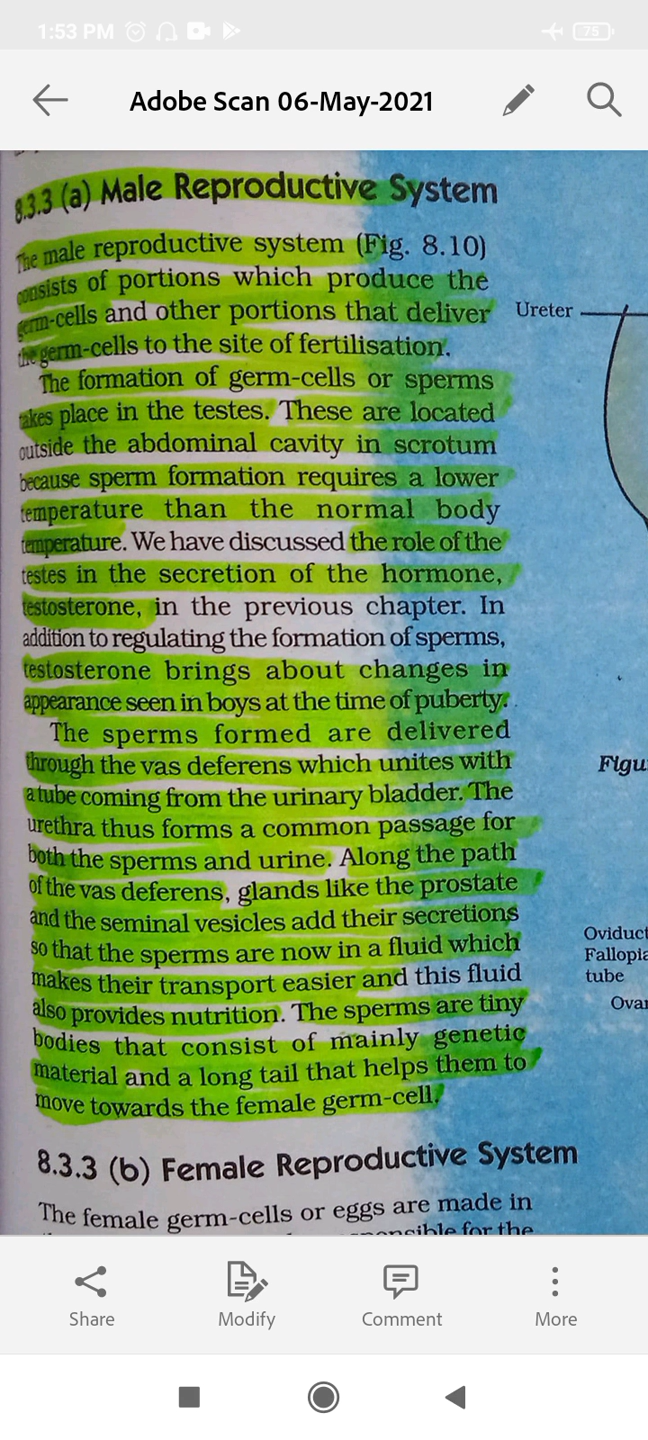 1:53 PM
75
Adobe Scan 06-May-2021
8.3.3 (a) Male Reproductive System
The male reproductive system (Fig. 8.10)
consists of portions which produce the
germ-cells and other portions that deliver
the germ-cells to the site of fertilisation.
The formation of germ-cells or sperms
takes place in the testes. These are located
outside the abdominal cavity in scrotum
because sperm formation requires a lower
temperature than the normal body
temperature. We have discussed the role of the
testes in the secretion of the hormone,
testosterone, in the previous chapter. In
addition to regulating the formation of sperms,
testosterone brings about changes in
appearance seen in boys at the time of puberty.
The sperms formed are delivered
through the vas deferens which unites with
a tube coming from the urinary bladder. The
urethra thus forms a common passage for
both the sperms and urine. Along the path
of the vas deferens, glands like the prostate
and the seminal vesicles add their secretions
so that the sperms are now in a fluid which
makes their transport easier and this fluid
also provides nutrition. The sperms are tiny
bodies that consist of mainly genetic
material and a long tail that helps them to
move towards the female germ-cell.
8.3.3 (b) Female Reproductive System
The female germ-cells or eggs are made in
for the
Ureter
Figu
Oviduct
Fallopia
tube
Ovar
Share
Modify
Comment
More